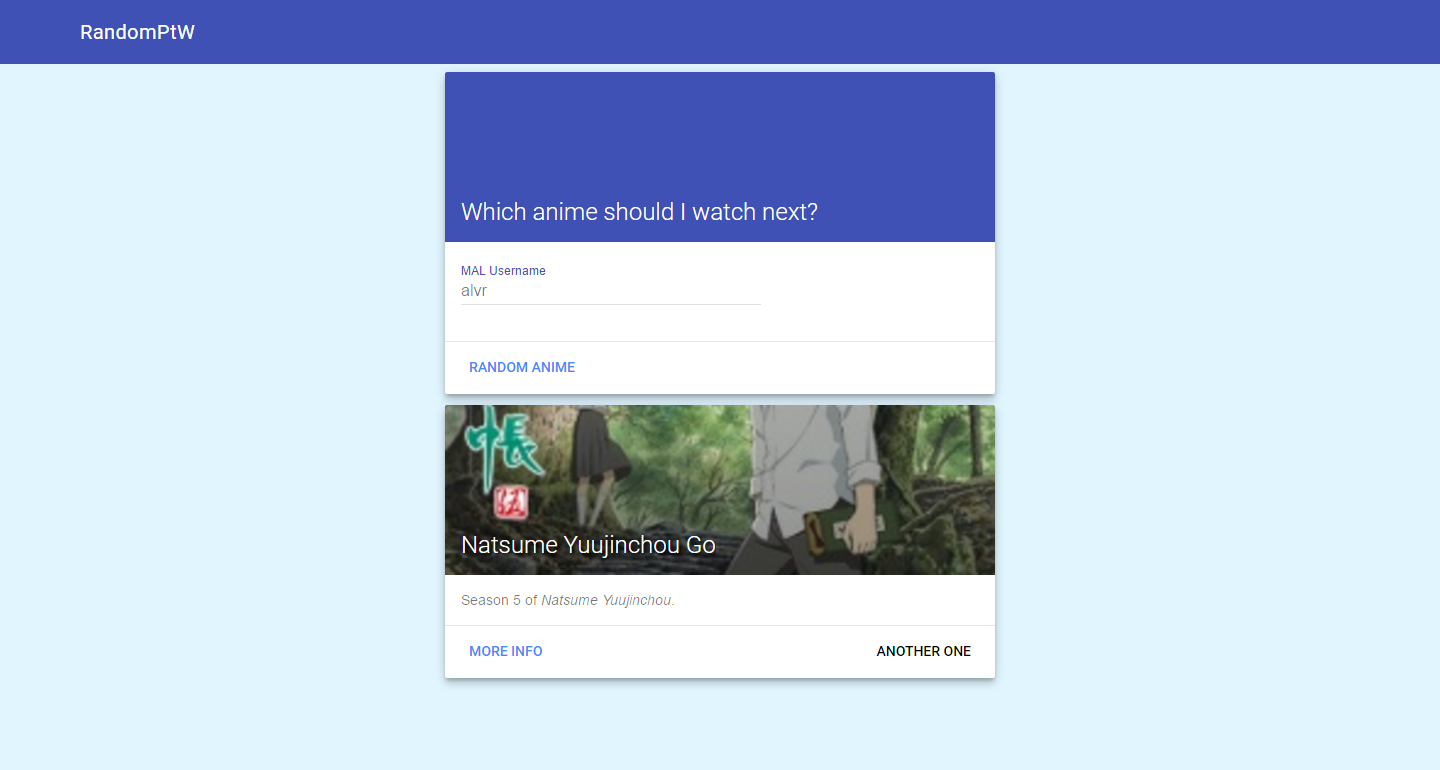 RandomPtW
Which anime should I watch next?
MAL Username
alvr
RANDOM ANIME
帳
伍
Natsume Yuujinchou Go
Season 5 of Natsume Yuujinchou.
MORE INFO
ANOTHER ONE